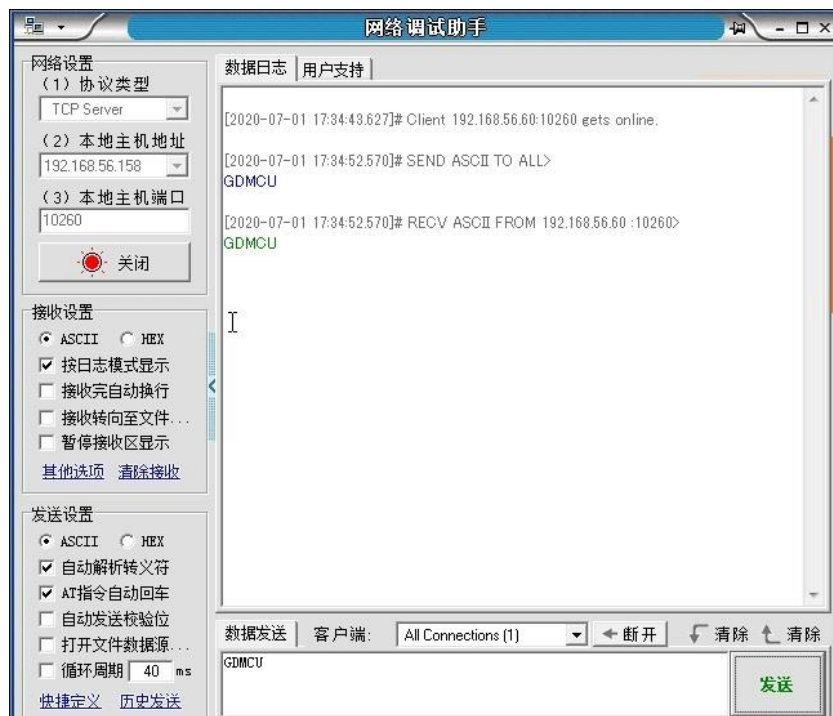 网络调试助手
网络设置
(1) 协议类型
TCP Server
(2) 本地主机地址
192.168.56.158
(3) 本地主机端口
10260
关闭
接收设置
ASCII HEX
按日志模式显示
接收完自动换行
接收转向至文件...
暂停接收区显示
其他选项 清除接收
发送设置
ASCII HEX
自动解析转义符
AT指令自动回车
自动发送校验位
打开文件数据源...
循环周期 40 ms
快捷定义 历史发送
数据日志 用户支持
[2020-07-01 17:34:43.627]# Client 192.168.56.60:10260 gets online.
[2020-07-01 17:34:52.570]# SEND ASCII TO ALL>
GDMCU
[2020-07-01 17:34:52.570]# RECV ASCII FROM 192.168.56.60 :10260>
GDMCU
数据发送 客户端: All Connections (1) 断开 清除 清除
GDMCU
发送